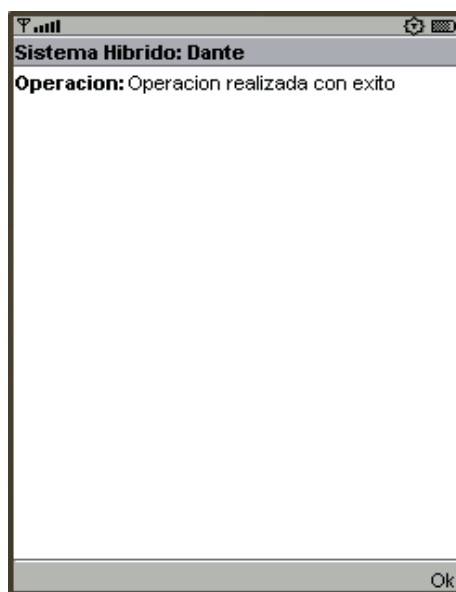 Sistema Hibrido: Dante
Operacion: Operacion realizada con exito
Ok